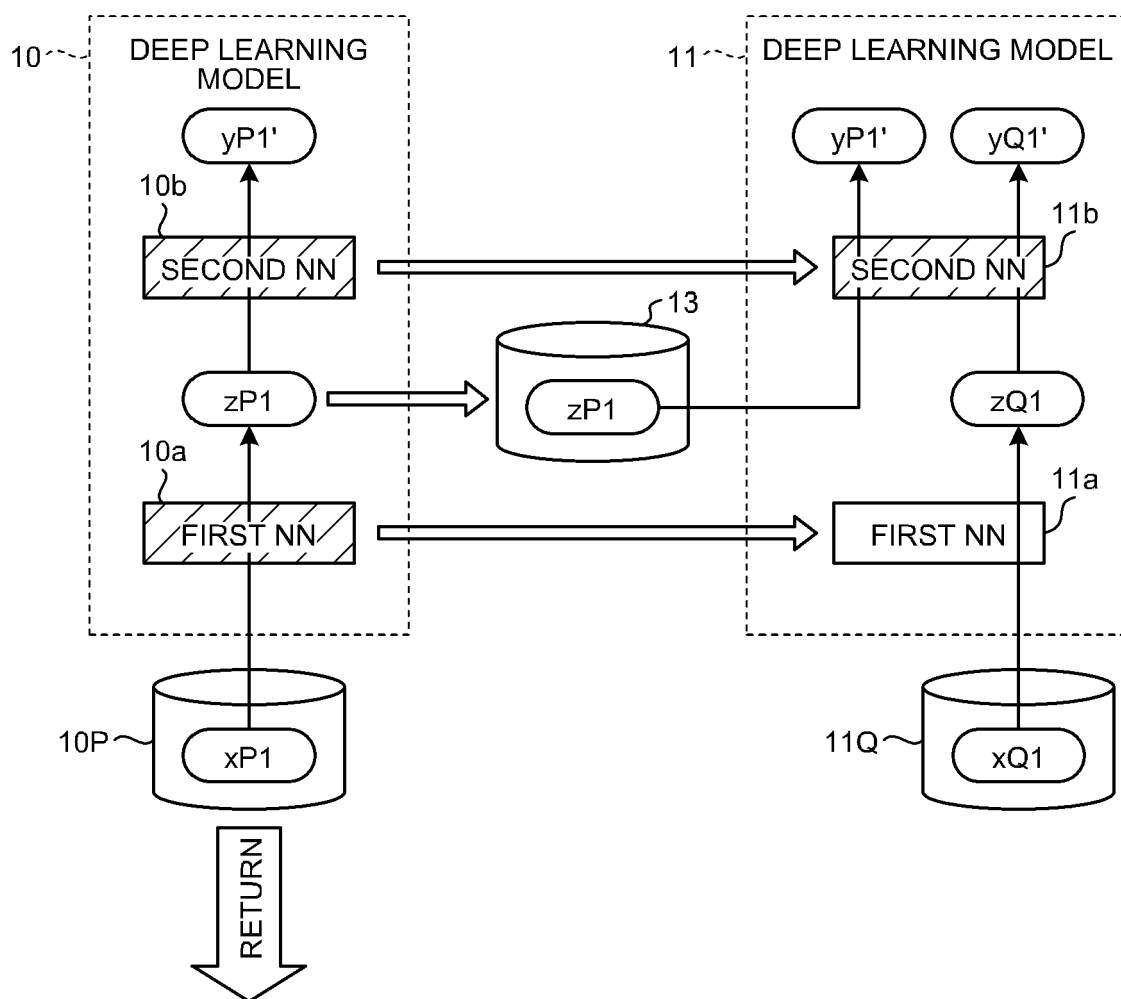 10
DEEP LEARNING
MODEL
yP1'
10b
SECOND NN
zP1
10a
FIRST NN
10P
xP1
RETURN
13
zP1
11
DEEP LEARNING MODEL
yP1'
yQ1'
11b
SECOND NN
zQ1
11a
FIRST NN
11Q
xQ1